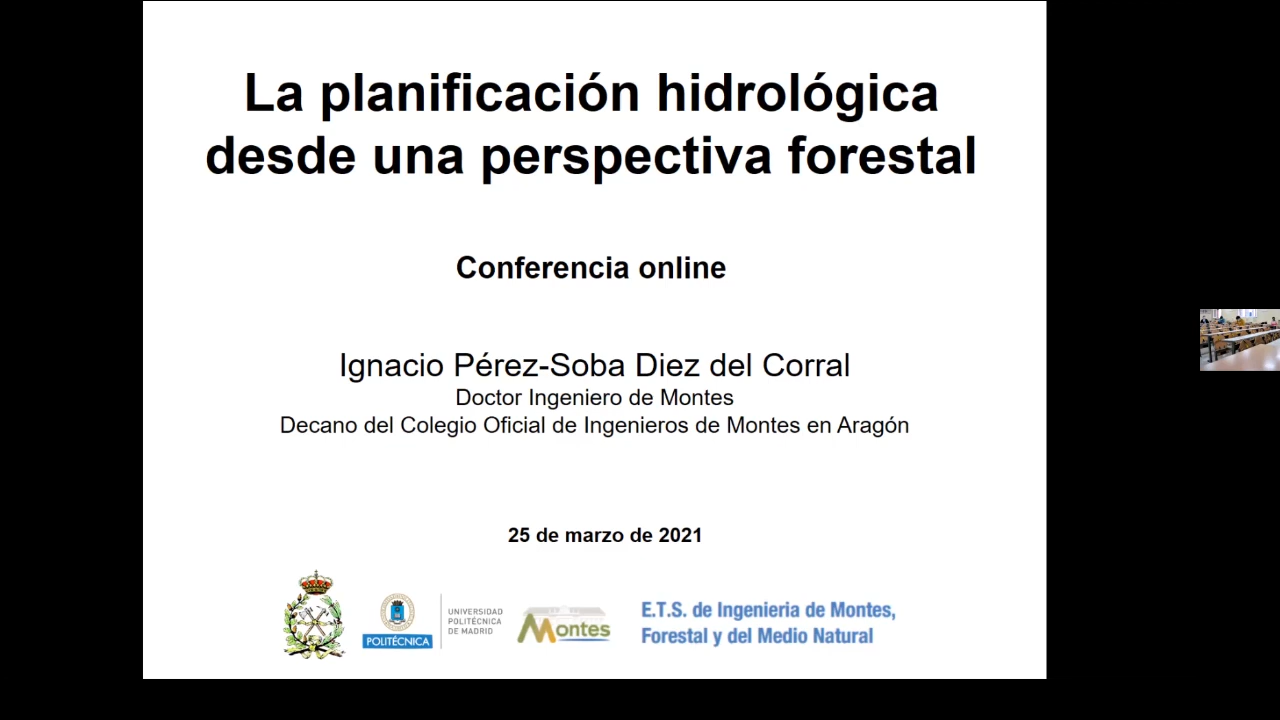 La planificación hidrológica
desde una perspectiva forestal
Conferencia online
Ignacio Pérez-Soba Diez del Corral
Doctor Ingeniero de Montes
Decano del Colegio Oficial de Ingenieros de Montes en Aragón
25 de marzo de 2021
POLITÉCNICA
UNIVERSIDAD
POLITÉCNICA
DE MADRID
Montes
E.T.S. de Ingenieria de Montes,
Forestal y del Medio Natural